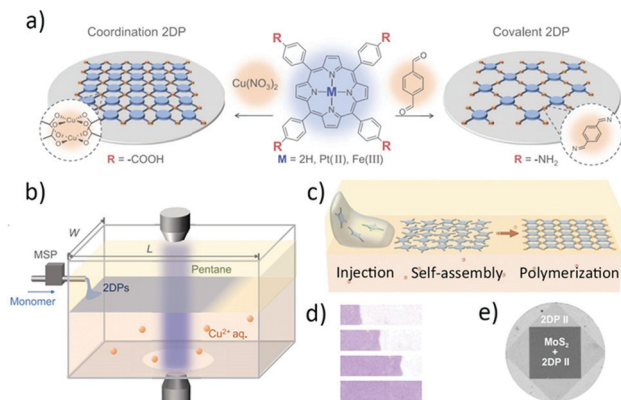 a)
Coordination 2DP
Covalent 2DP
R
R
Cu(NO₃)₂
O
O
N
N
M
N
N
R
R
R = -COOH
M = 2H, Pt(II), Fe(III)
R = -NH₂
b)
W
L
MSP
Pentane
2DPs
Monomer
Cu²⁺ aq.
c)
Injection
Self-assembly
Polymerization
d)
e)
2DP II
MoS₂
+
2DP II